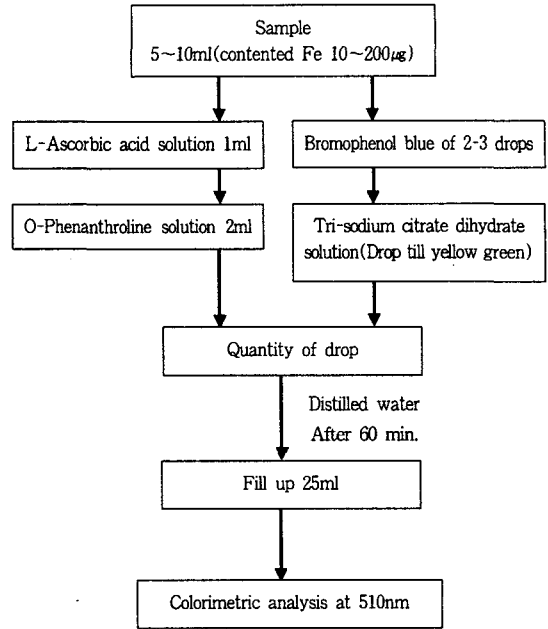 Sample
5~10ml(contented Fe 10~200㎍)
L-Ascorbic acid solution 1ml
Bromophenol blue of 2-3 drops
O-Phenanthroline solution 2ml
Tri-sodium citrate dihydrate
solution(Drop till yellow green)
Quantity of drop
Distilled water
After 60 min.
Fill up 25ml
Colorimetric analysis at 510nm